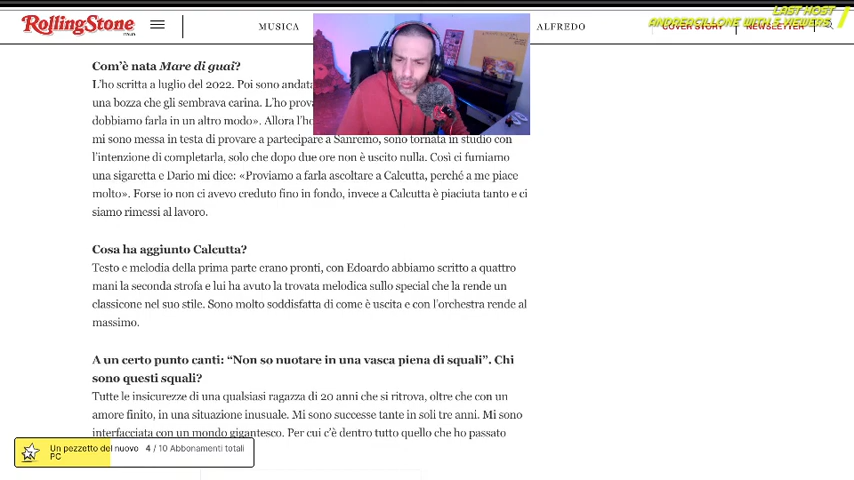 LAST HOST
ANDREACILLONE WITH 3 VIEWERS
RollingStone
MUSICA
ALFREDO
COVER STORY
NEWSLETTER
Com'è nata Mare di guai?
L'ho scritta a luglio del 2022. Poi sono andata
una bozza che gli sembrava carina. L'ho
dobbiamo farla in un altro modo». Allora
mi sono messa in testa di provare a partecipare a Sanremo, sono tornata in studio con
l'intenzione di completarla, solo che dopo due ore non è uscito nulla. Così ci fumiamo
una sigaretta e Dario mi dice: «Proviamo a farla ascoltare a Calcutta, perché a me piace
molto». Forse io non ci avevo creduto fino in fondo, invece a Calcutta è piaciuta tanto e ci
siamo rimessi al lavoro.
Cosa ha aggiunto Calcutta?
Testo e melodia della prima parte erano pronti, con Edoardo abbiamo scritto a quattro
mani la seconda strofa e lui ha avuto la trovata melodica sullo special che la rende un
classicone nel suo stile. Sono molto soddisfatta di come è uscita e con l'orchestra rende al
massimo.
A un certo punto canti: “Non so nuotare in una vasca piena di squali”. Chi
sono questi squali?
Tutte le insicurezze di una qualsiasi ragazza di 20 anni che si ritrova, oltre che con un
amore finito, in una situazione inusuale. Mi sono successe tante in soli tre anni. Mi sono
interfacciata con un mondo gigantesco. Per cui c'è dentro tutto quello che ho passato
Un pezzetto del nuovo PC
4 / 10 Abbonamenti totali